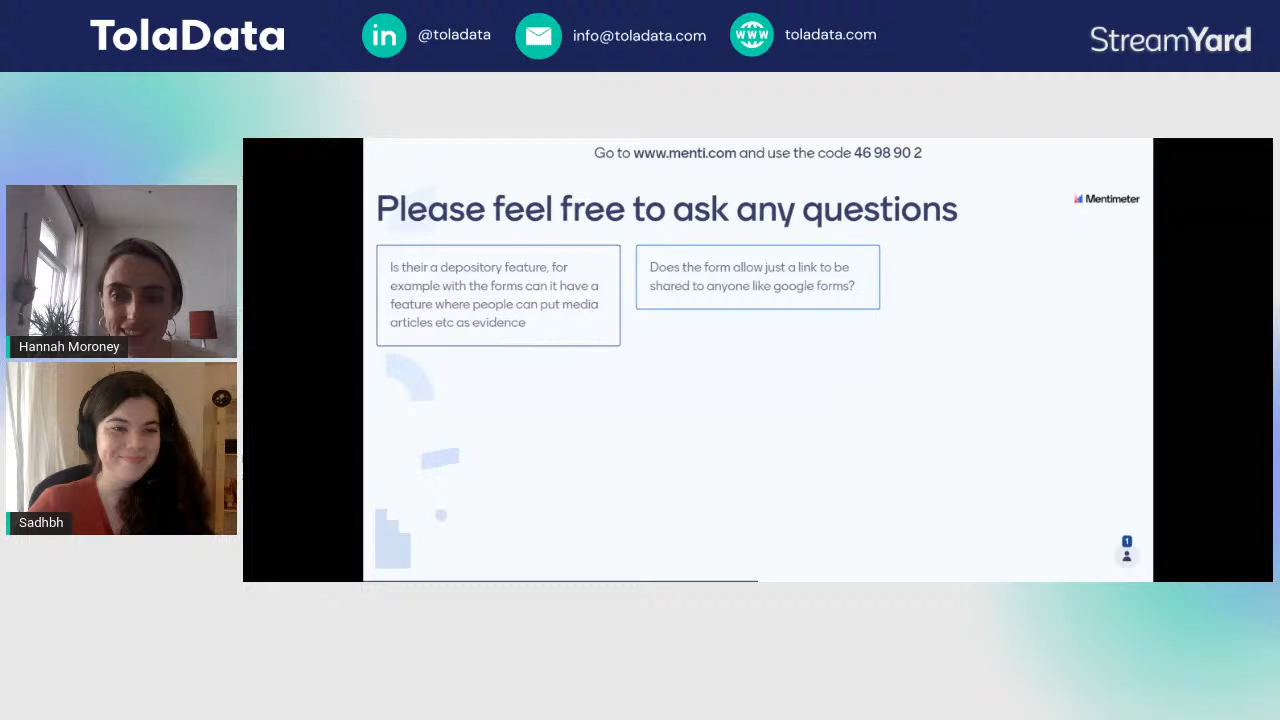 TolaData
in
@toladata
info@toladata.com
www
toladata.com
StreamYard
Go to www.menti.com and use the code 46 98 90 2
Please feel free to ask any questions
Mentimeter
Is their a depository feature, for
example with the forms can it have a
feature where people can put media
articles etc as evidence
Does the form allow just a link to be
shared to anyone like google forms?
Hannah Moroney
Sadhbh
1